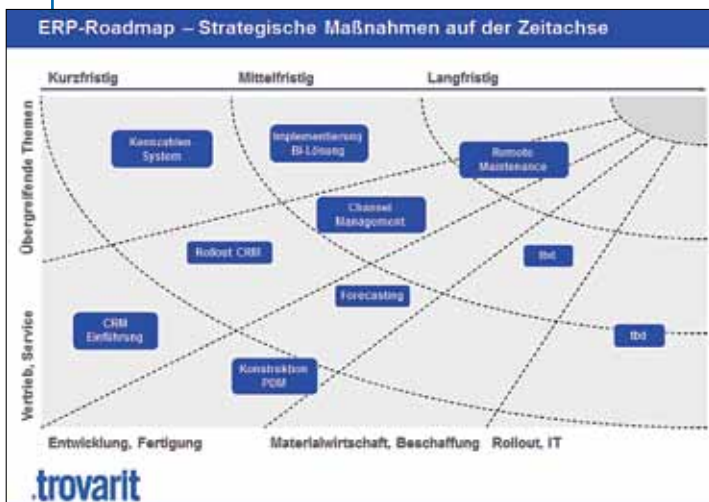 ERP-Roadmap – Strategische Maßnahmen auf der Zeitachse
Kurzfristig
Mittelfristig
Langfristig
Übergreifende Themen
Vertrieb, Service
Kennzahlen
System
Implementierung
BI-Lösung
Remote
Maintenance
Channel
Management
Rollout CRM
tbd
Forecasting
CRM
Einführung
tbd
Konstruktion
PDM
Entwicklung, Fertigung
Materialwirtschaft, Beschaffung
Rollout, IT
.trovarit